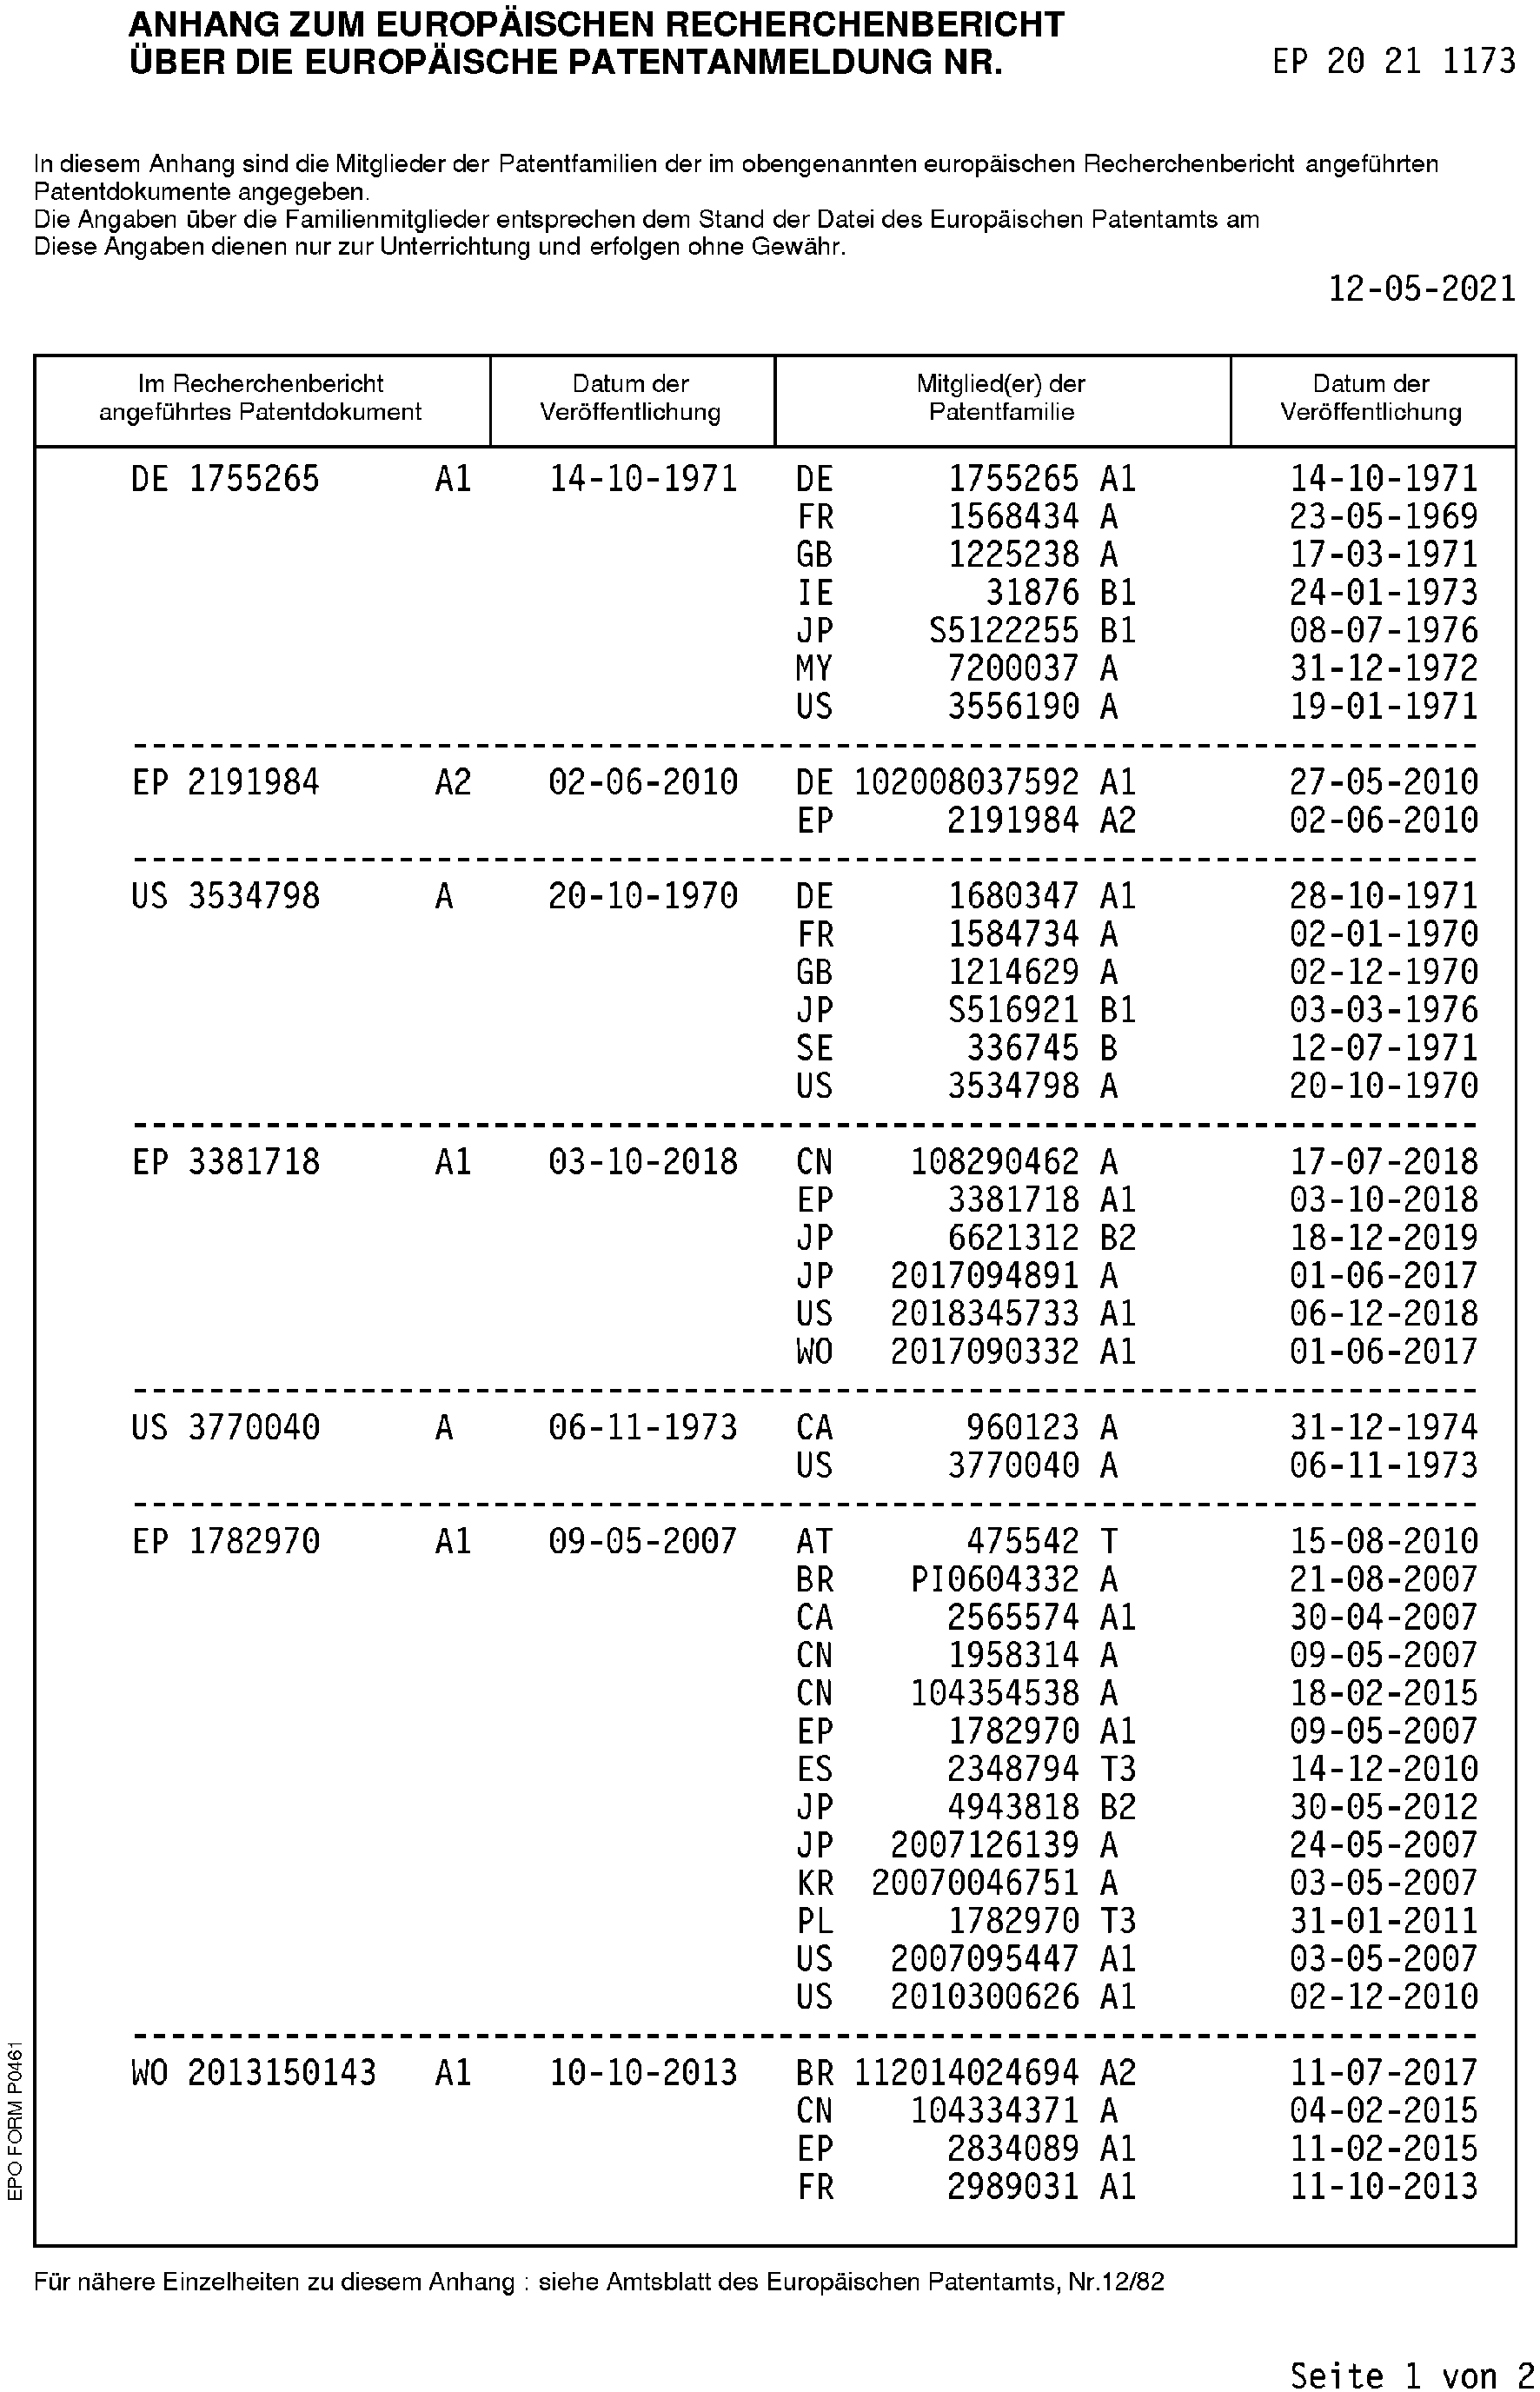 ANHANG ZUM EUROPÄISCHEN RECHERCHENBERICHT
ÜBER DIE EUROPÄISCHE PATENTANMELDUNG NR. EP 20 21 1173
In diesem Anhang sind die Mitglieder der Patentfamilien der im obengenannten europäischen Recherchenbericht angeführten
Patentdokumente angegeben.
Die Angaben über die Familienmitglieder entsprechen dem Stand der Datei des Europäischen Patentamts am
Diese Angaben dienen nur zur Unterrichtung und erfolgen ohne Gewähr.
12-05-2021
Im Recherchenbericht Datum der Mitglied(er) der Datum der
angeführtes Patentdokument Veröffentlichung Patentfamilie Veröffentlichung
DE 1755265 A1 14-10-1971 DE 1755265 A1 14-10-1971
FR 1568434 A 23-05-1969
GB 1225238 A 17-03-1971
IE 31876 B1 24-01-1973
JP S5122255 B1 08-07-1976
MY 7200037 A 31-12-1972
US 3556190 A 19-01-1971
EP 2191984 A2 02-06-2010 DE 102008037592 A1 27-05-2010
EP 2191984 A2 02-06-2010
US 3534798 A 20-10-1970 DE 1680347 A1 28-10-1971
FR 1584734 A 02-01-1970
GB 1214629 A 02-12-1970
JP S516921 B1 03-03-1976
SE 336745 B 12-07-1971
US 3534798 A 20-10-1970
EP 3381718 A1 03-10-2018 CN 108290462 A 17-07-2018
EP 3381718 A1 03-10-2018
JP 6621312 B2 18-12-2019
JP 2017094891 A 01-06-2017
US 2018345733 A1 06-12-2018
WO 2017090332 A1 01-06-2017
US 3770040 A 06-11-1973 CA 960123 A 31-12-1974
US 3770040 A 06-11-1973
EP 1782970 A1 09-05-2007 AT 475542 T 15-08-2010
BR PI0604332 A 21-08-2007
CA 2565574 A1 30-04-2007
CN 1958314 A 09-05-2007
CN 104354538 A 18-02-2015
EP 1782970 A1 09-05-2007
ES 2348794 T3 14-12-2010
JP 4943818 B2 30-05-2012
JP 2007126139 A 24-05-2007
KR 20070046751 A 03-05-2007
PL 1782970 T3 31-01-2011
US 2007095447 A1 03-05-2007
US 2010300626 A1 02-12-2010
WO 2013150143 A1 10-10-2013 BR 112014024694 A2 11-07-2017
CN 104334371 A 04-02-2015
EP 2834089 A1 11-02-2015
FR 2989031 A1 11-10-2013
EPO FORM P0461
Für nähere Einzelheiten zu diesem Anhang : siehe Amtsblatt des Europäischen Patentamts, Nr.12/82
Seite 1 von 2